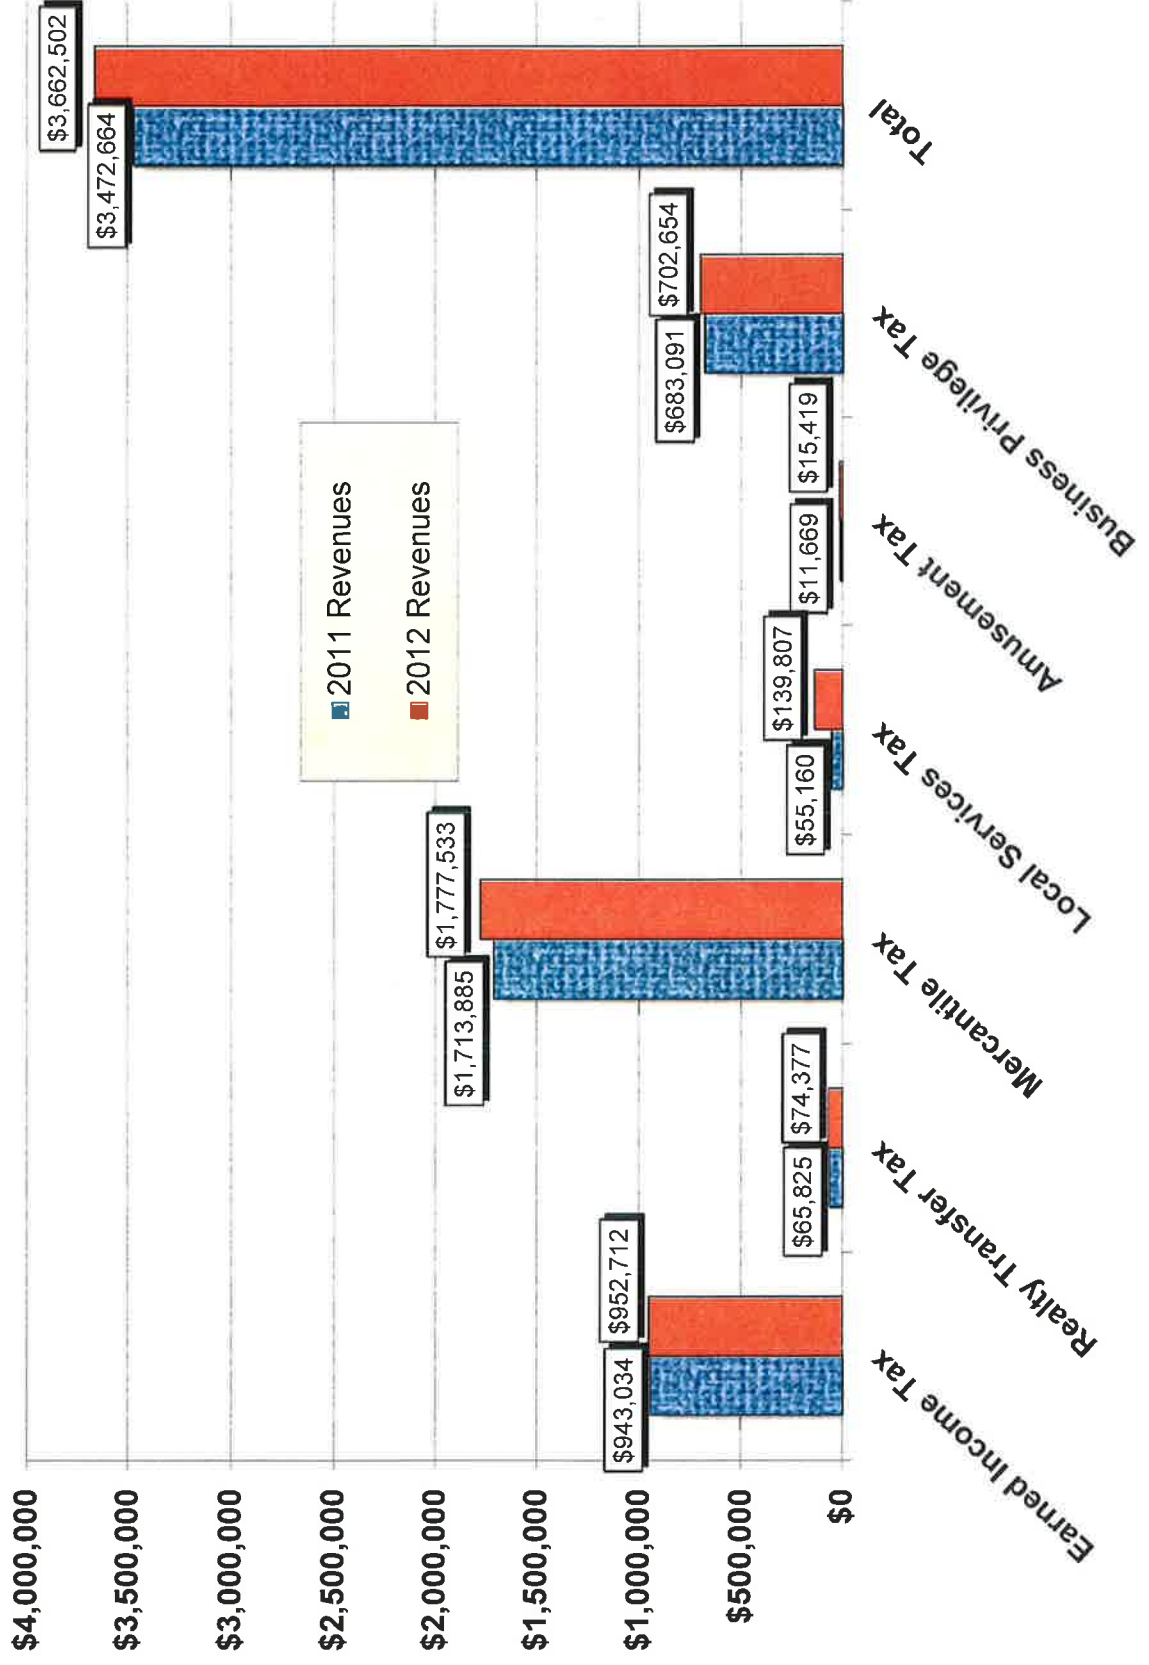 $4,000,000
$3,500,000
$3,000,000
$2,500,000
$2,000,000
$1,500,000
$1,000,000
$500,000
$0
$943,034
$952,712
$65,825
$74,377
$1,713,885
$1,777,533
$55,160
$139,807
$11,669
$15,419
$683,091
$702,654
$3,472,664
$3,662,502
2011 Revenues
2012 Revenues
Earned Income Tax
Realty Transfer Tax
Mercantile Tax
Local Services Tax
Amusement Tax
Business Privilege Tax
Total